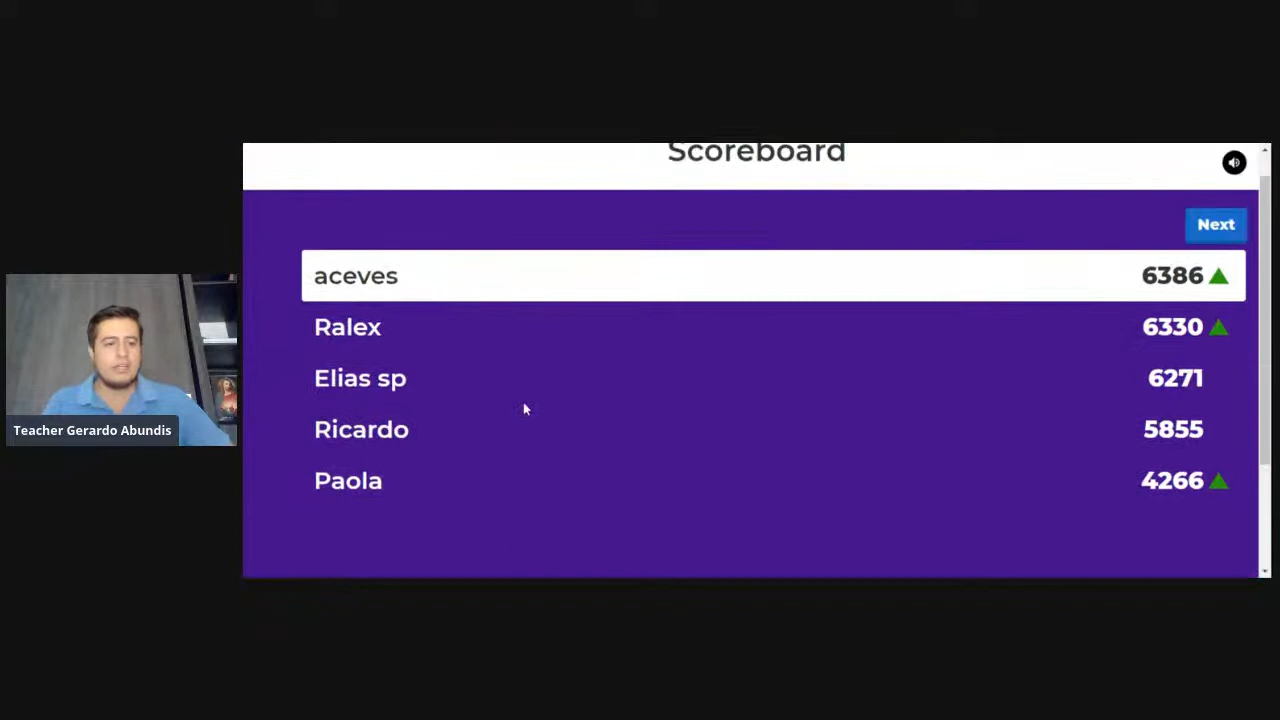 Scoreboard
Next
aceves 6386
Ralex 6330
Elias sp 6271
Ricardo 5855
Paola 4266
Teacher Gerardo Abundis